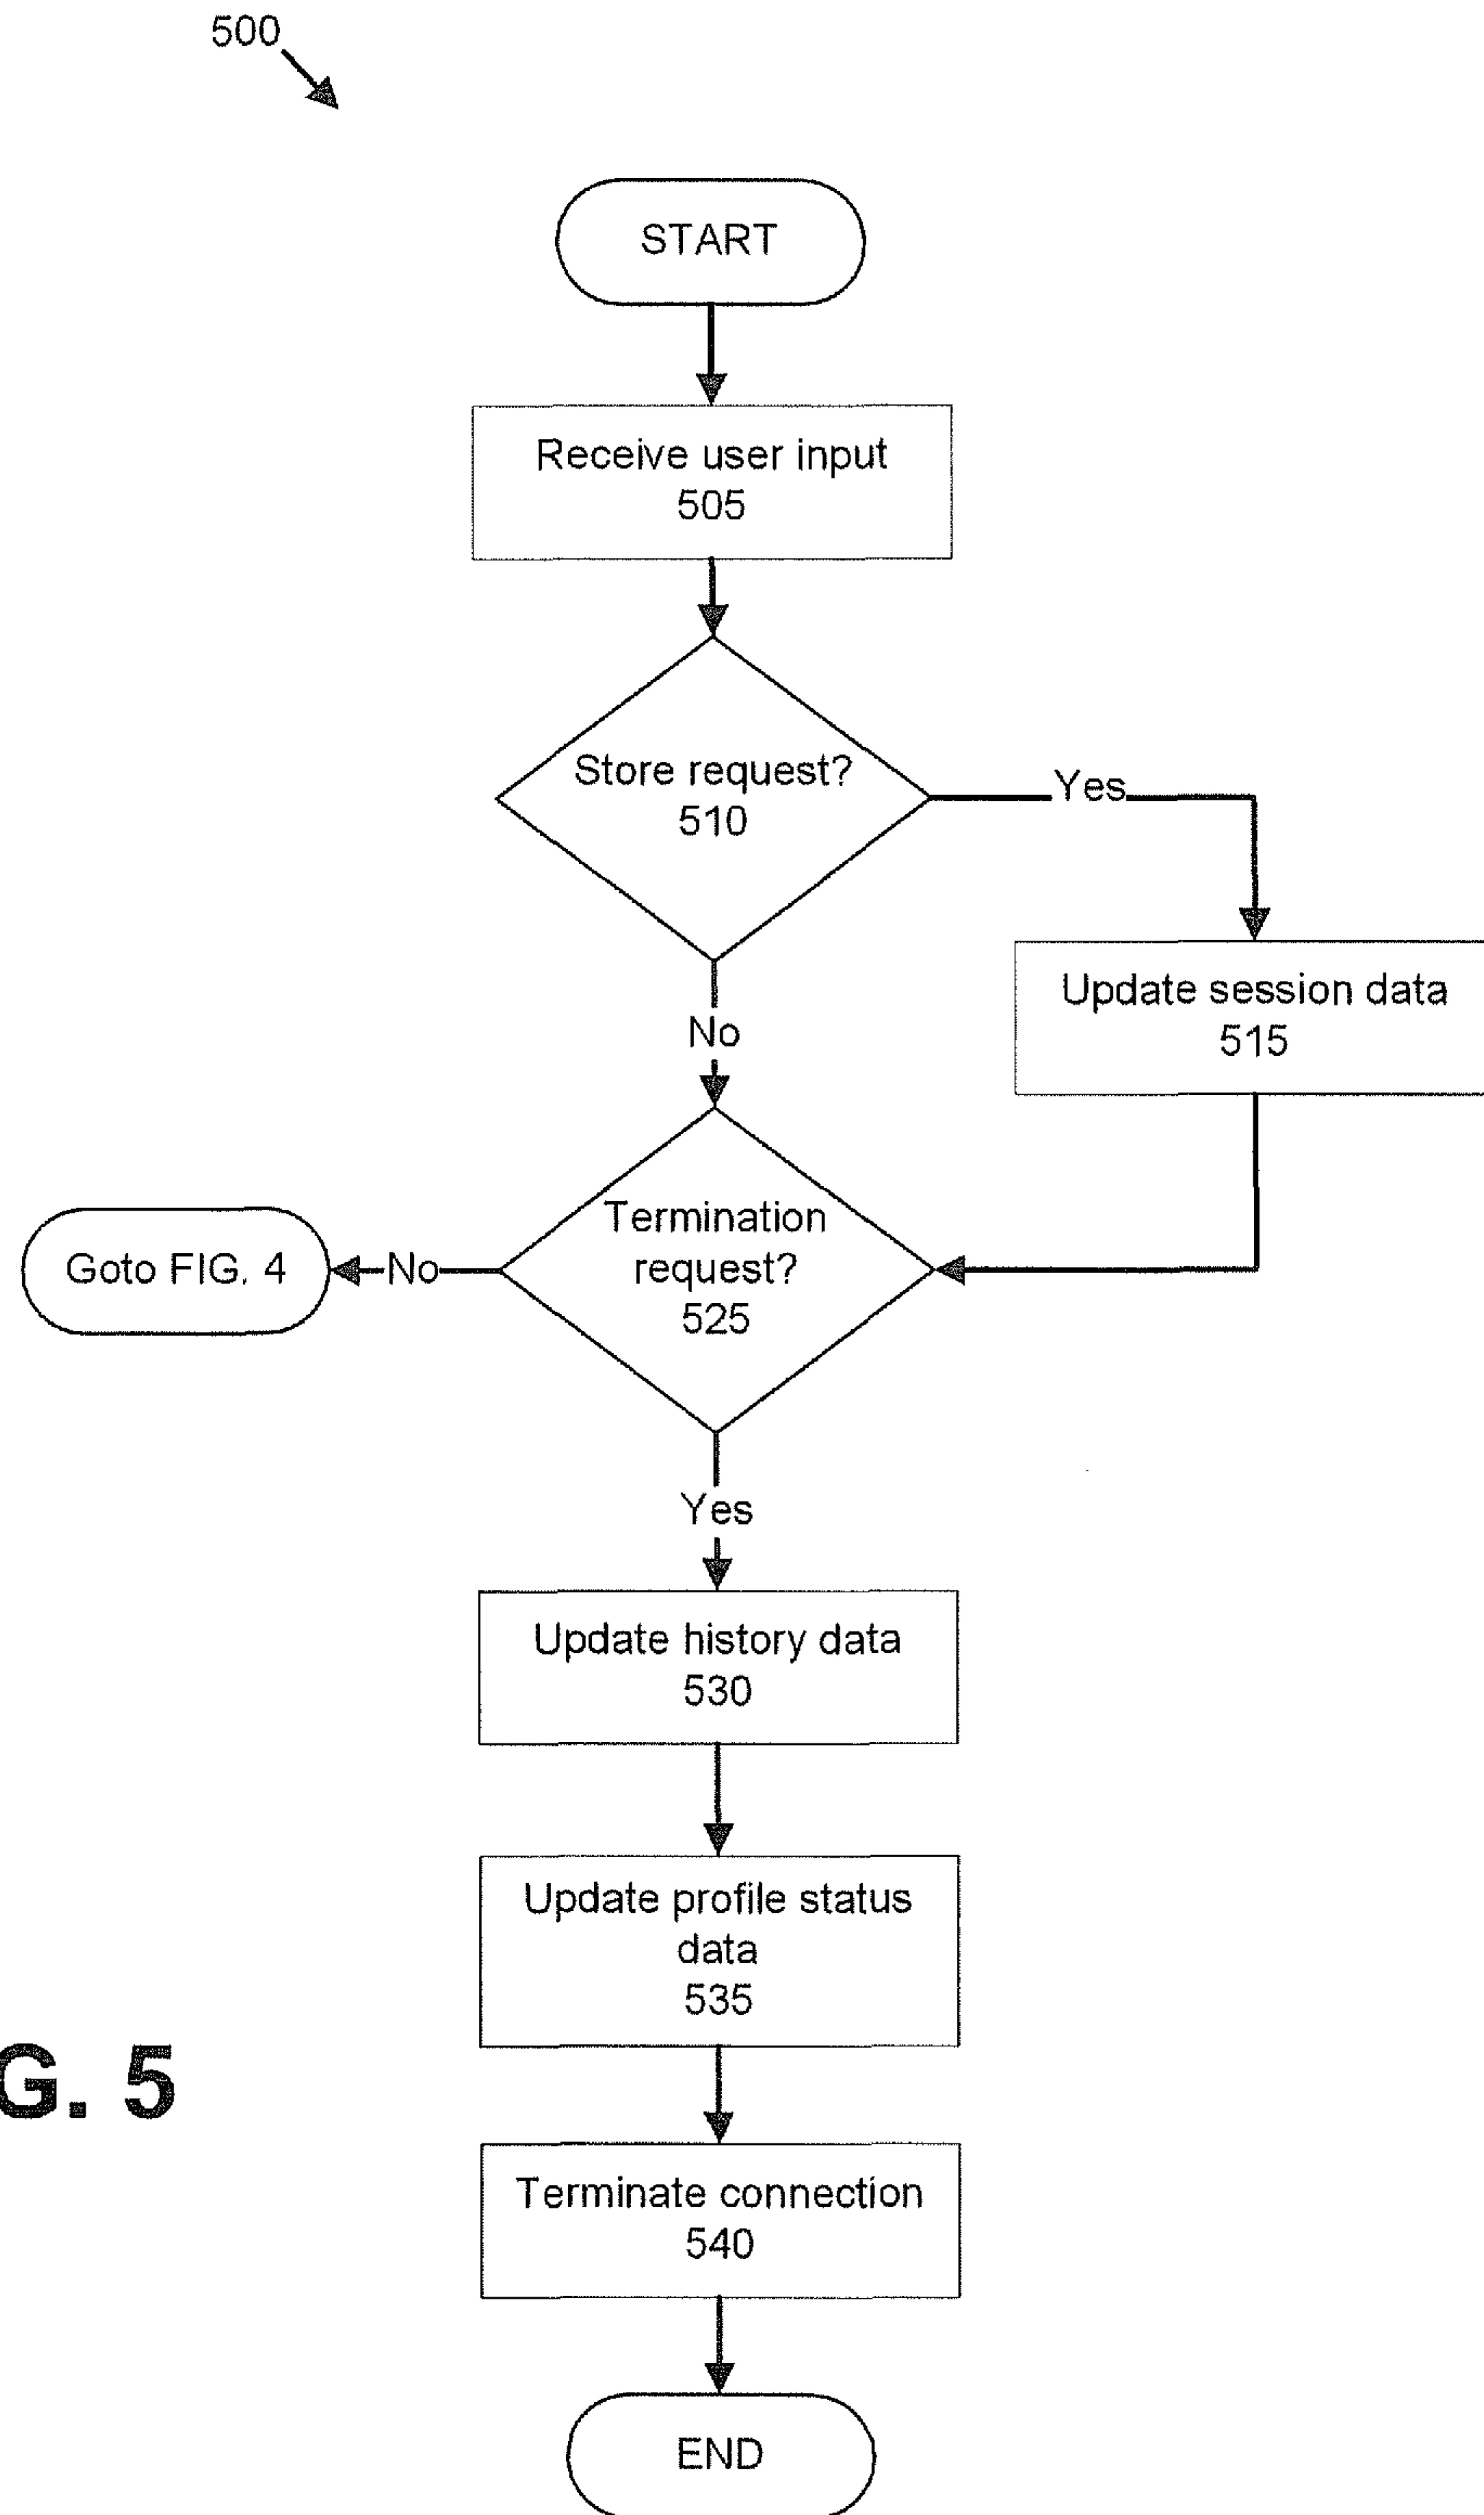 500
START
Receive user input
505
Store request?
510
Yes
Update session data
515
No
Termination
request?
525
No
Goto FIG. 4
Yes
Update history data
530
Update profile status
data
535
G. 5
Terminate connection
540
END